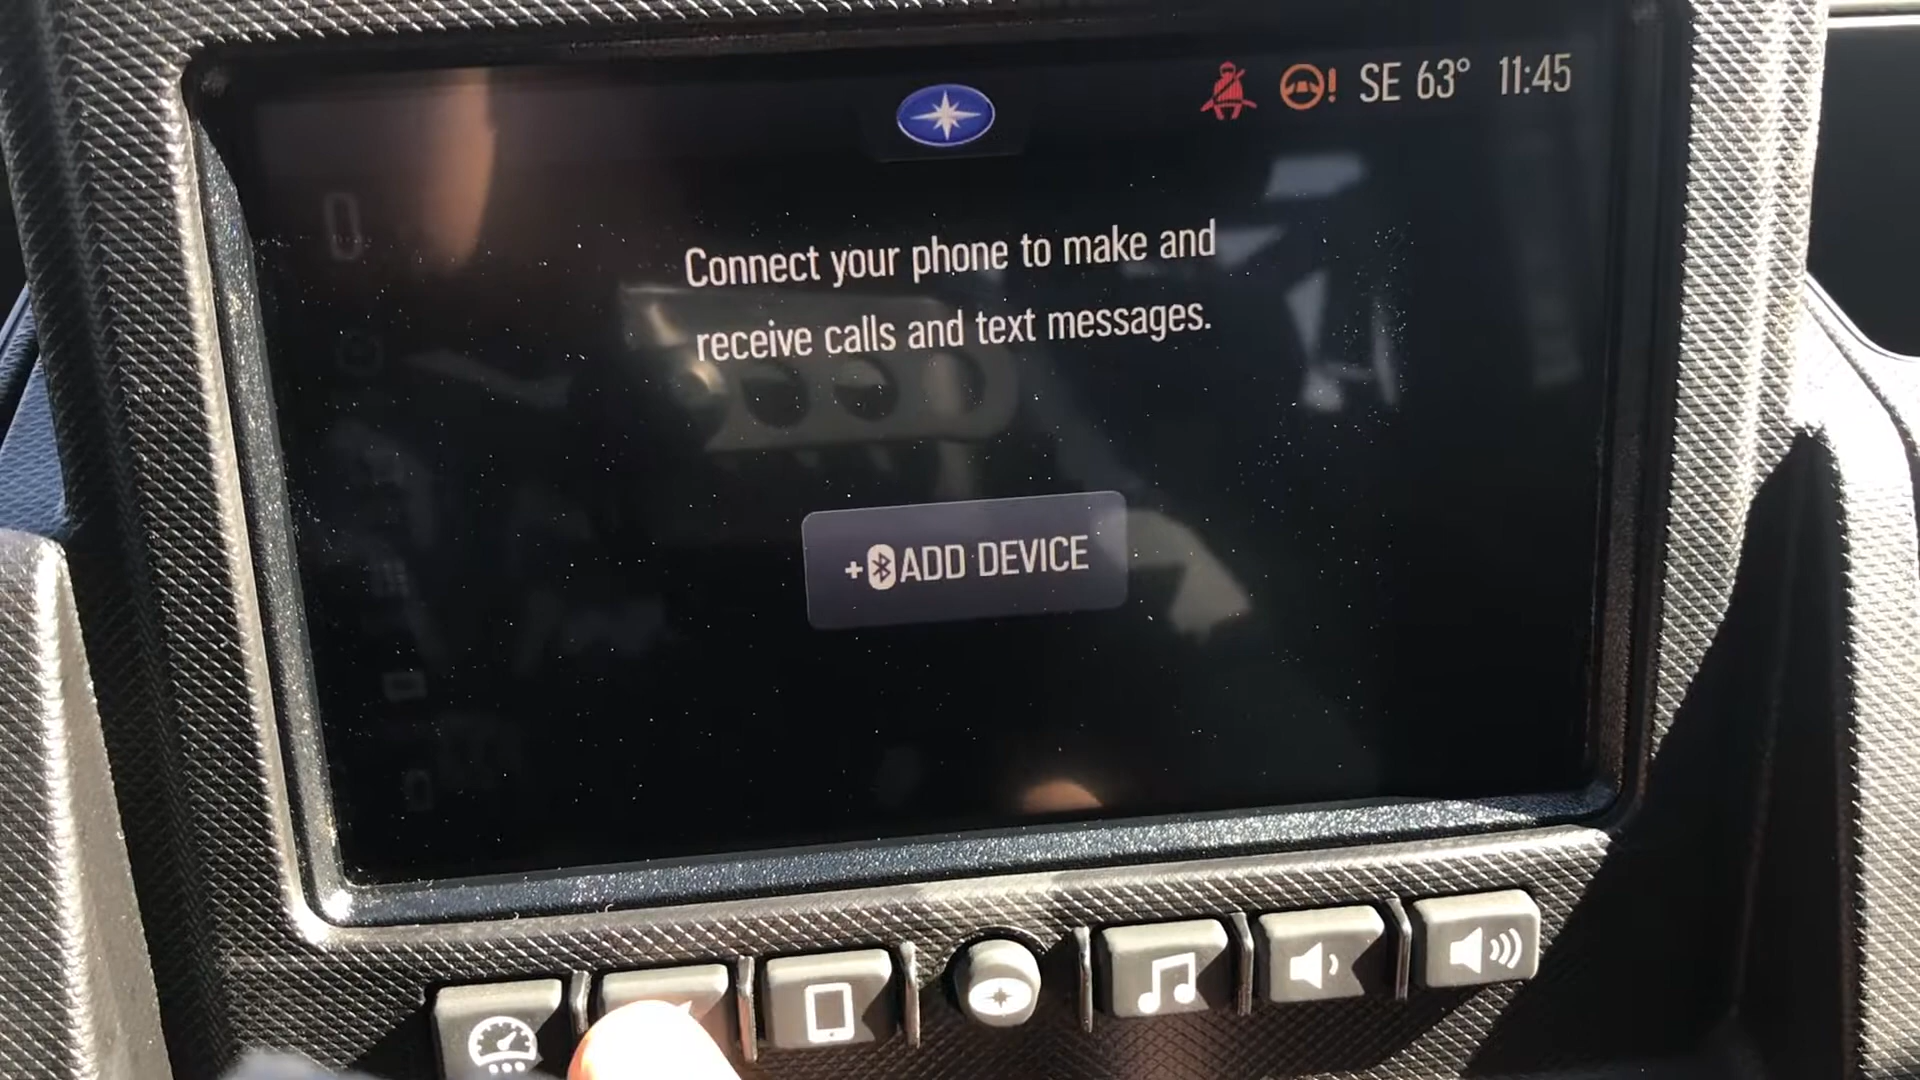 SE 63° 11:45
Connect your phone to make and
receive calls and text messages.
+ ADD DEVICE